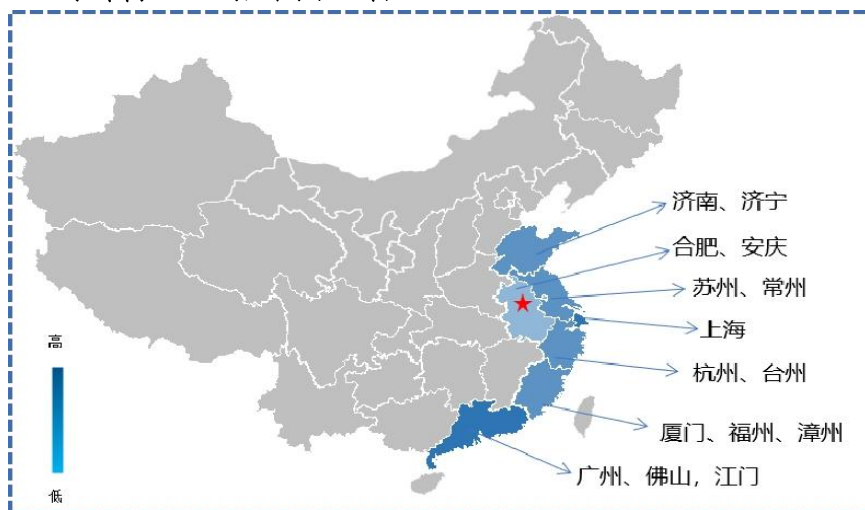 济南、济宁
合肥、安庆
苏州、常州
上海
杭州、台州
厦门、福州、漳州
广州、佛山，江门
高
低